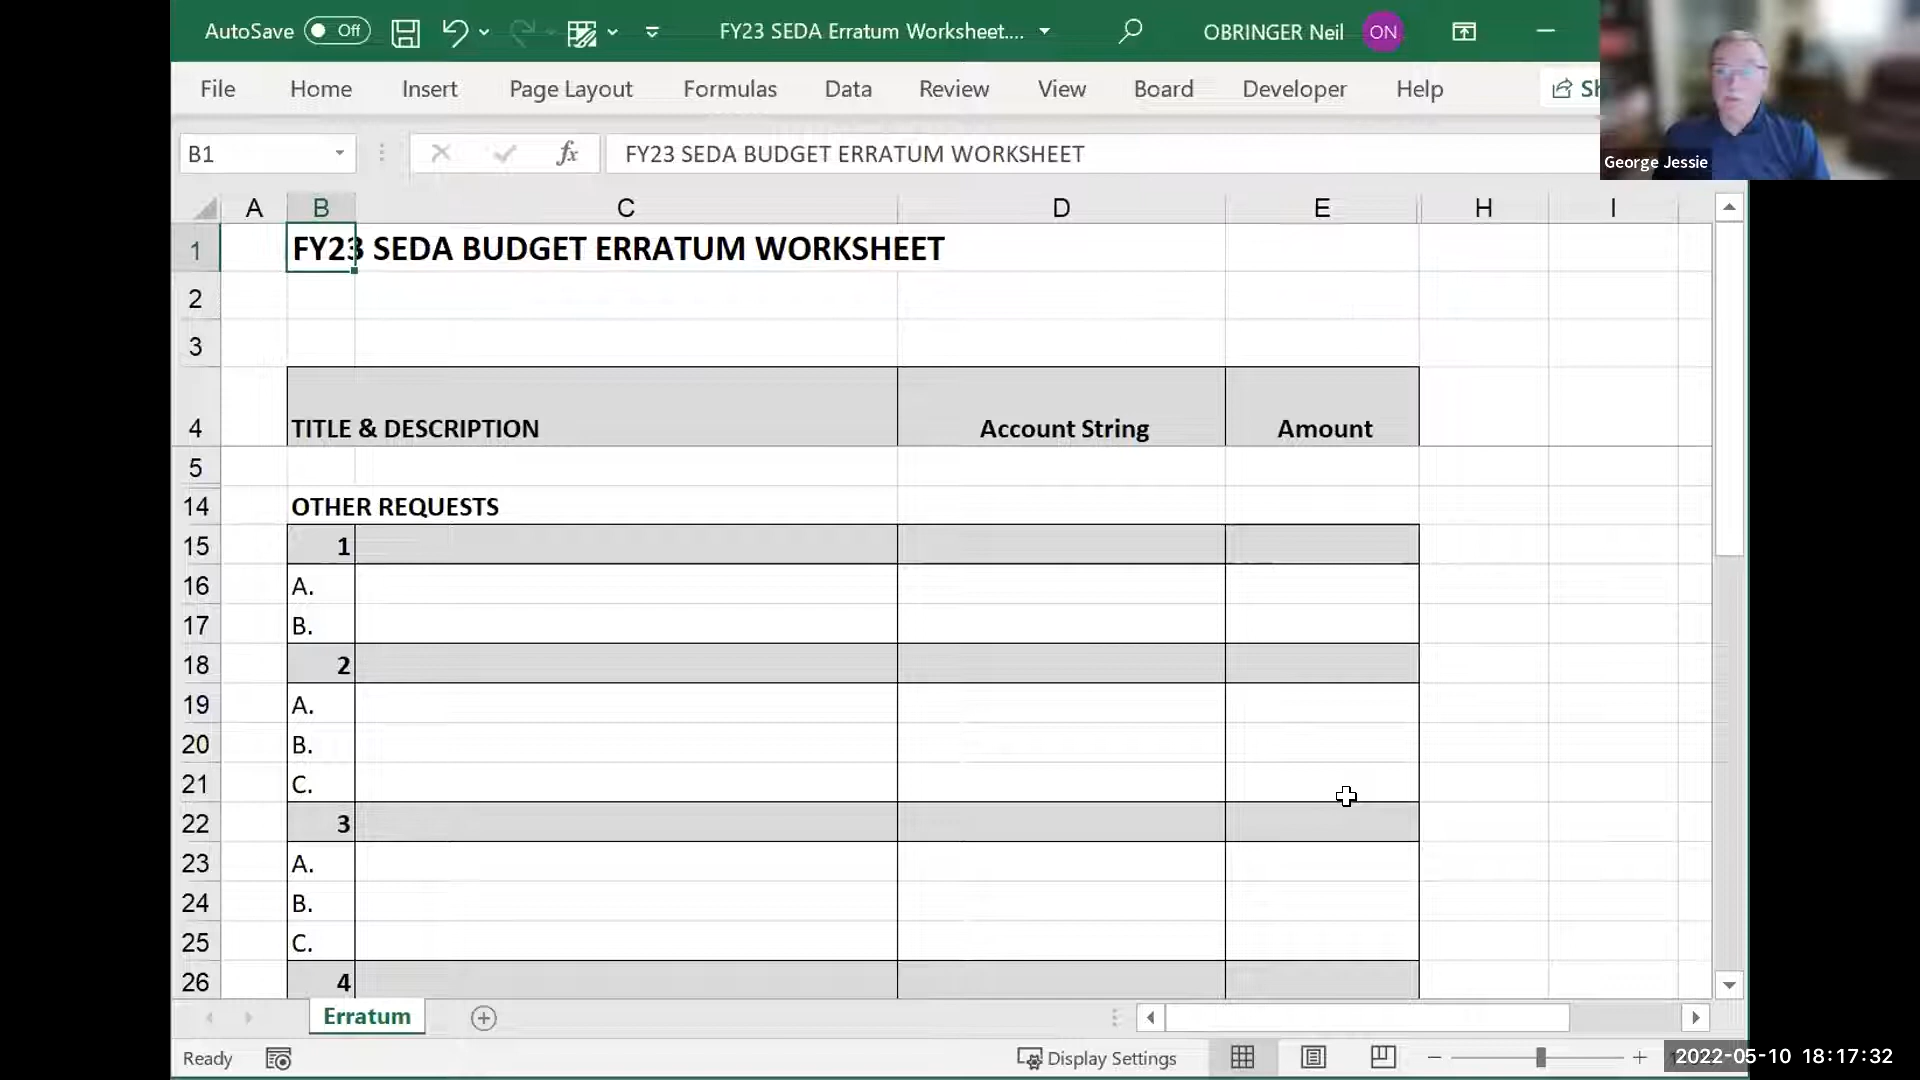 AutoSave Off FY23 SEDA Erratum Worksheet.... OBRINGER Neil ON
File Home Insert Page Layout Formulas Data Review View Board Developer Help
George Jessie
B1 fx FY23 SEDA BUDGET ERRATUM WORKSHEET
A B C D E H I
1 FY23 SEDA BUDGET ERRATUM WORKSHEET
2
3
4 TITLE & DESCRIPTION Account String Amount
5
14 OTHER REQUESTS
15 1
16 A.
17 B.
18 2
19 A.
20 B.
21 C.
22 3
23 A.
24 B.
25 C.
26 4
Erratum
Ready Display Settings 2022-05-10 18:17:32